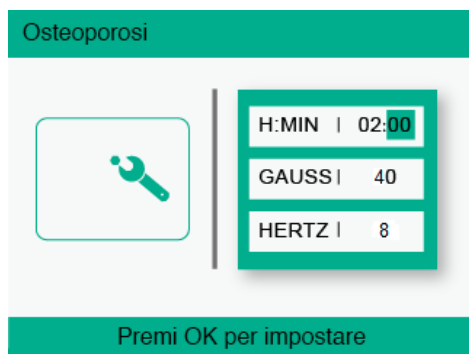 Osteoporosi
H:MIN | 02:00
GAUSS | 40
HERTZ | 8
Premi OK per impostare